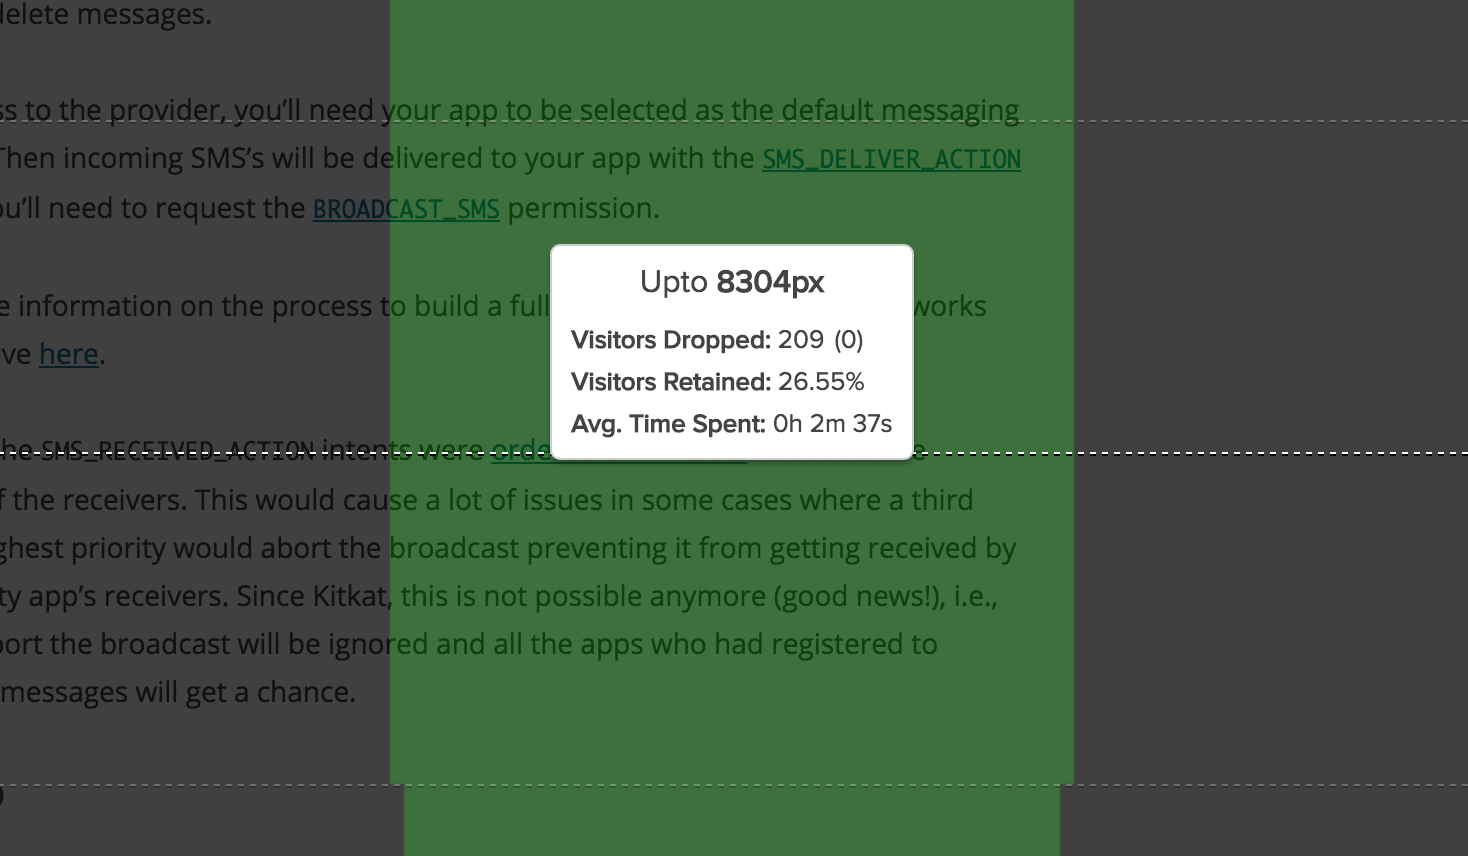 delete messages.
ss to the provider, you’ll need your app to be selected as the default messaging
Then incoming SMS’s will be delivered to your app with the SMS_DELIVER_ACTION
ou’ll need to request the BROADCAST_SMS permission.
Upto 8304px
Visitors Dropped: 209 (0)
Visitors Retained: 26.55%
Avg. Time Spent: 0h 2m 37s
e information on the process to build a full works
ve here.
he SMS_RECEIVED_ACTION intents were orde e
f the receivers. This would cause a lot of issues in some cases where a third
ghest priority would abort the broadcast preventing it from getting received by
ty app’s receivers. Since Kitkat, this is not possible anymore (good news!), i.e.,
port the broadcast will be ignored and all the apps who had registered to
messages will get a chance.